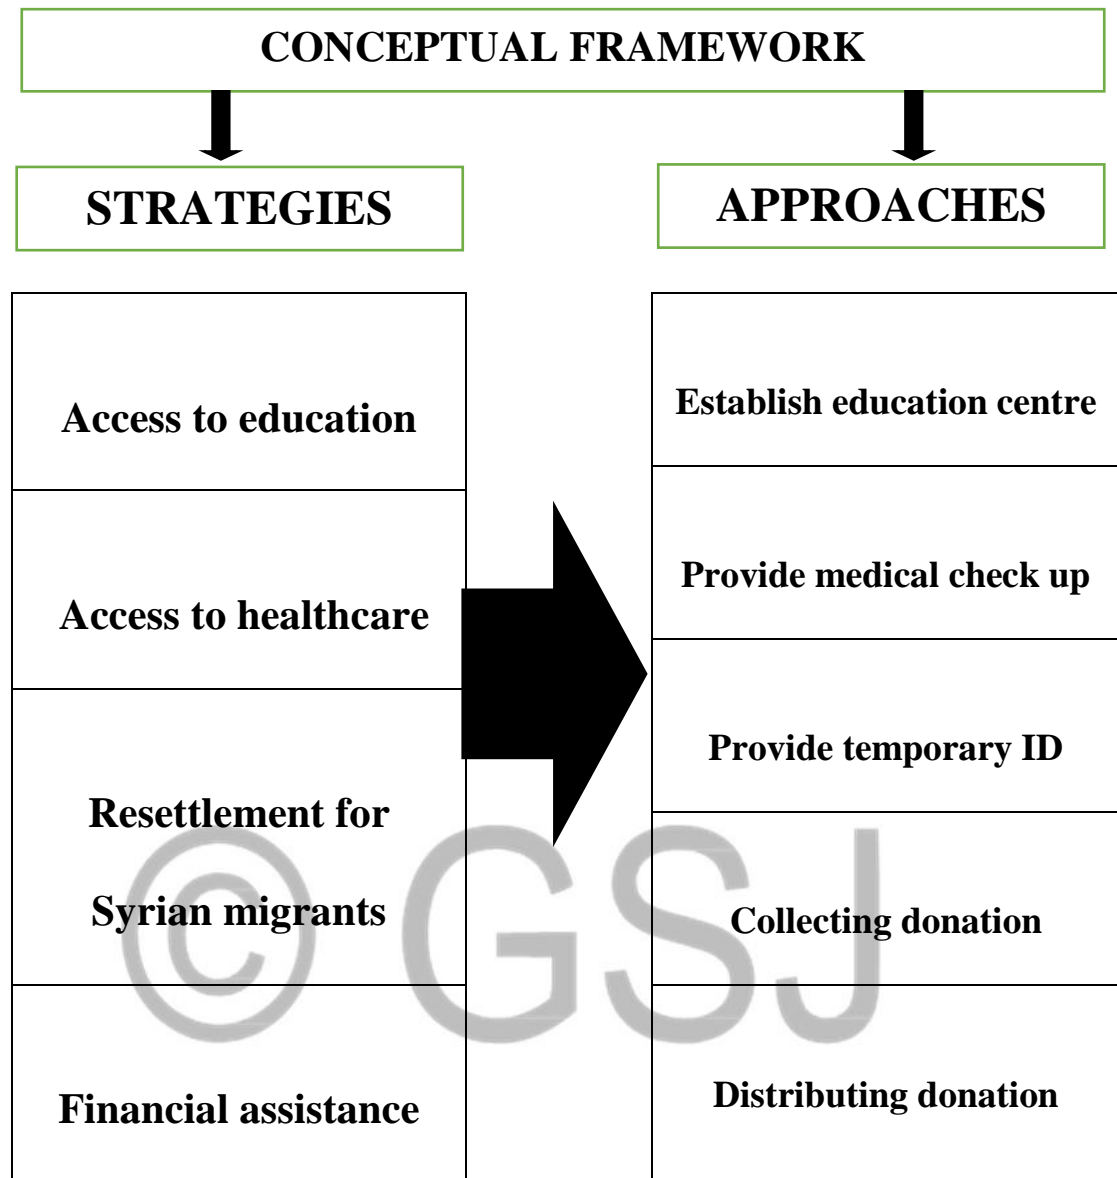 CONCEPTUAL FRAMEWORK
STRATEGIES
APPROACHES
Access to education
Access to healthcare
Resettlement for
Syrian migrants
Financial assistance
Establish education centre
Provide medical check up
Provide temporary ID
Collecting donation
Distributing donation
© GSJ